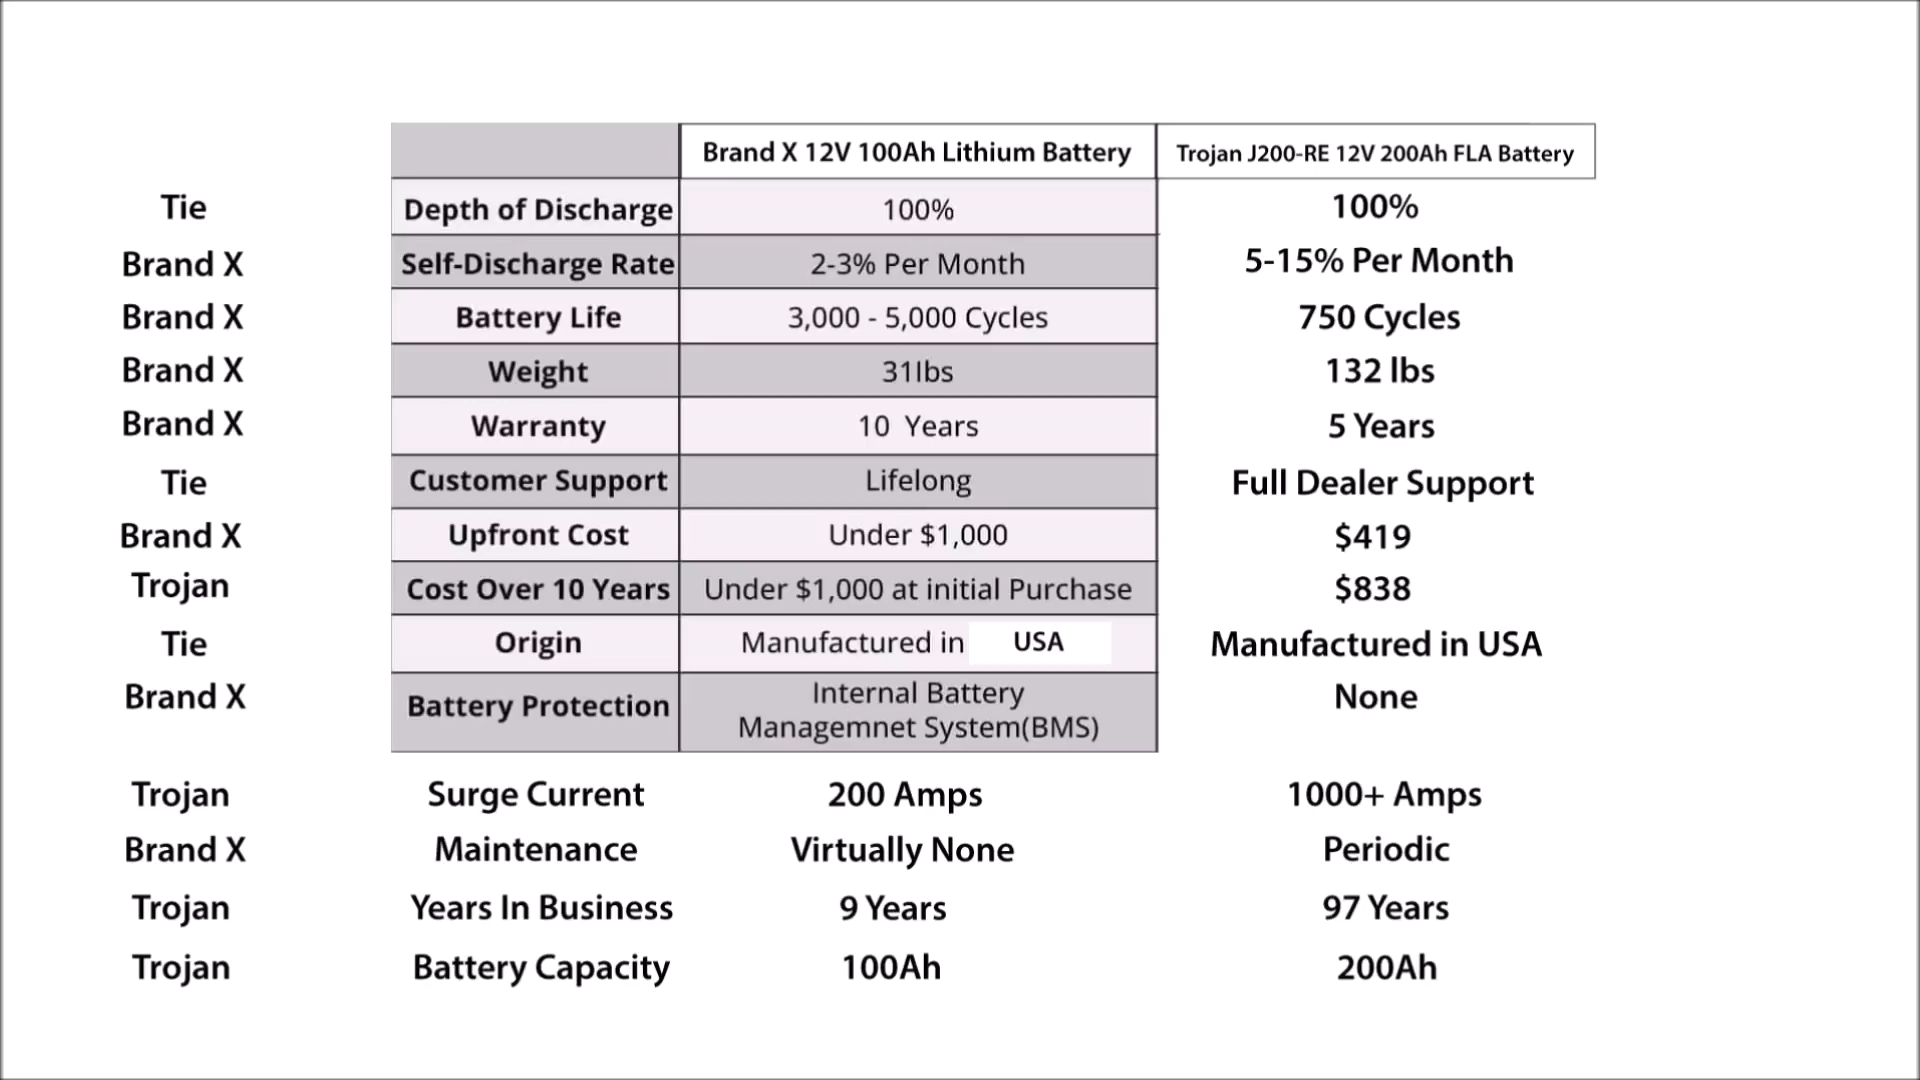 Brand X 12V 100Ah Lithium Battery Trojan J200-RE 12V 200Ah FLA Battery
Tie Depth of Discharge 100% 100%
Brand X Self-Discharge Rate 2-3% Per Month 5-15% Per Month
Brand X Battery Life 3,000 - 5,000 Cycles 750 Cycles
Brand X Weight 31lbs 132 lbs
Brand X Warranty 10 Years 5 Years
Tie Customer Support Lifelong Full Dealer Support
Brand X Upfront Cost Under $1,000 $419
Trojan Cost Over 10 Years Under $1,000 at initial Purchase $838
Tie Origin Manufactured in USA Manufactured in USA
Brand X Battery Protection Internal Battery
Managemnet System(BMS) None
Trojan Surge Current 200 Amps 1000+ Amps
Brand X Maintenance Virtually None Periodic
Trojan Years In Business 9 Years 97 Years
Trojan Battery Capacity 100Ah 200Ah